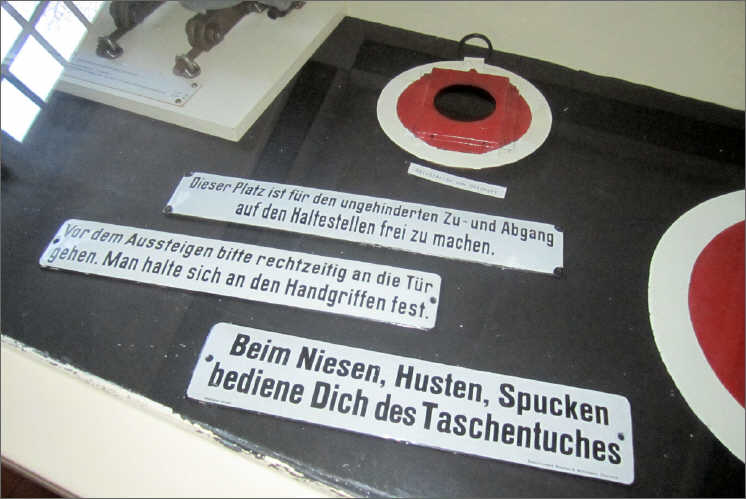 Dieser Platz ist für den ungehinderten Zu- und Abgang
auf den Haltestellen frei zu machen.
Vor dem Aussteigen bitte rechtzeitig an die Tür
gehen. Man halte sich an den Handgriffen fest.
Beim Niesen, Husten, Spucken
bediene Dich des Taschentuches